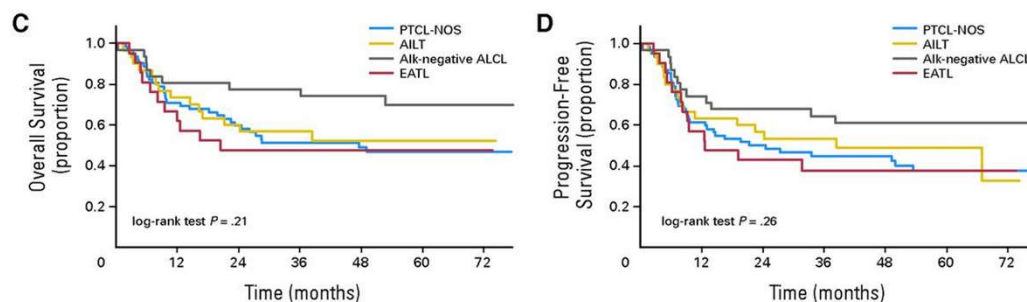 C
PTCL-NOS
AILT
Alk-negative ALCL
EATL
Overall Survival
(proportion)
1.0
0.8
0.6
0.4
0.2
log-rank test P = .21
0
12
24
36
48
60
72
Time (months)
D
PTCL-NOS
AILT
Alk-negative ALCL
EATL
Progression-Free
Survival (proportion)
1.0
0.8
0.6
0.4
0.2
log-rank test P = .26
0
12
24
36
48
60
72
Time (months)